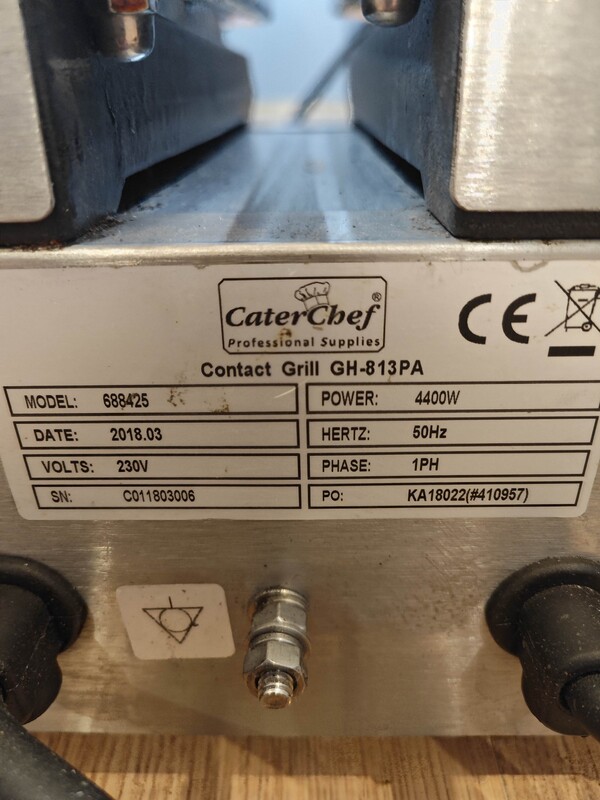 CaterChef®
Professional Supplies
CE
Contact Grill GH-813PA
MODEL: 688425
POWER: 4400W
DATE: 2018.03
HERTZ: 50Hz
VOLTS: 230V
PHASE: 1PH
SN: C011803006
PO: KA18022(#410957)